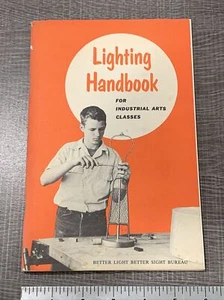 Lighting
Handbook
FOR
INDUSTRIAL ARTS
CLASSES
BETTER LIGHT BETTER SIGHT BUREAU